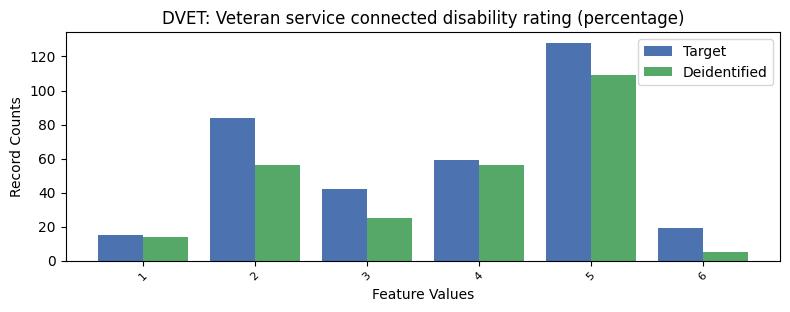 DVET: Veteran service connected disability rating (percentage)
Target
Deidentified
Record Counts
120
100
80
60
40
20
0
1
2
3
4
5
6
Feature Values